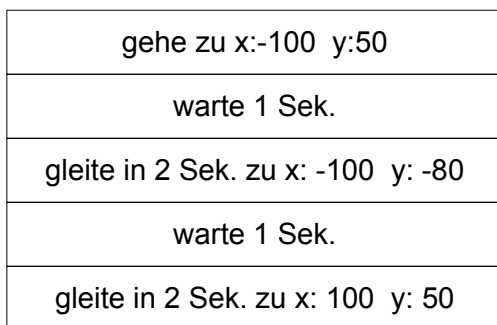 gehe zu x:-100 y:50
warte 1 Sek.
gleite in 2 Sek. zu x: -100 y: -80
warte 1 Sek.
gleite in 2 Sek. zu x: 100 y: 50